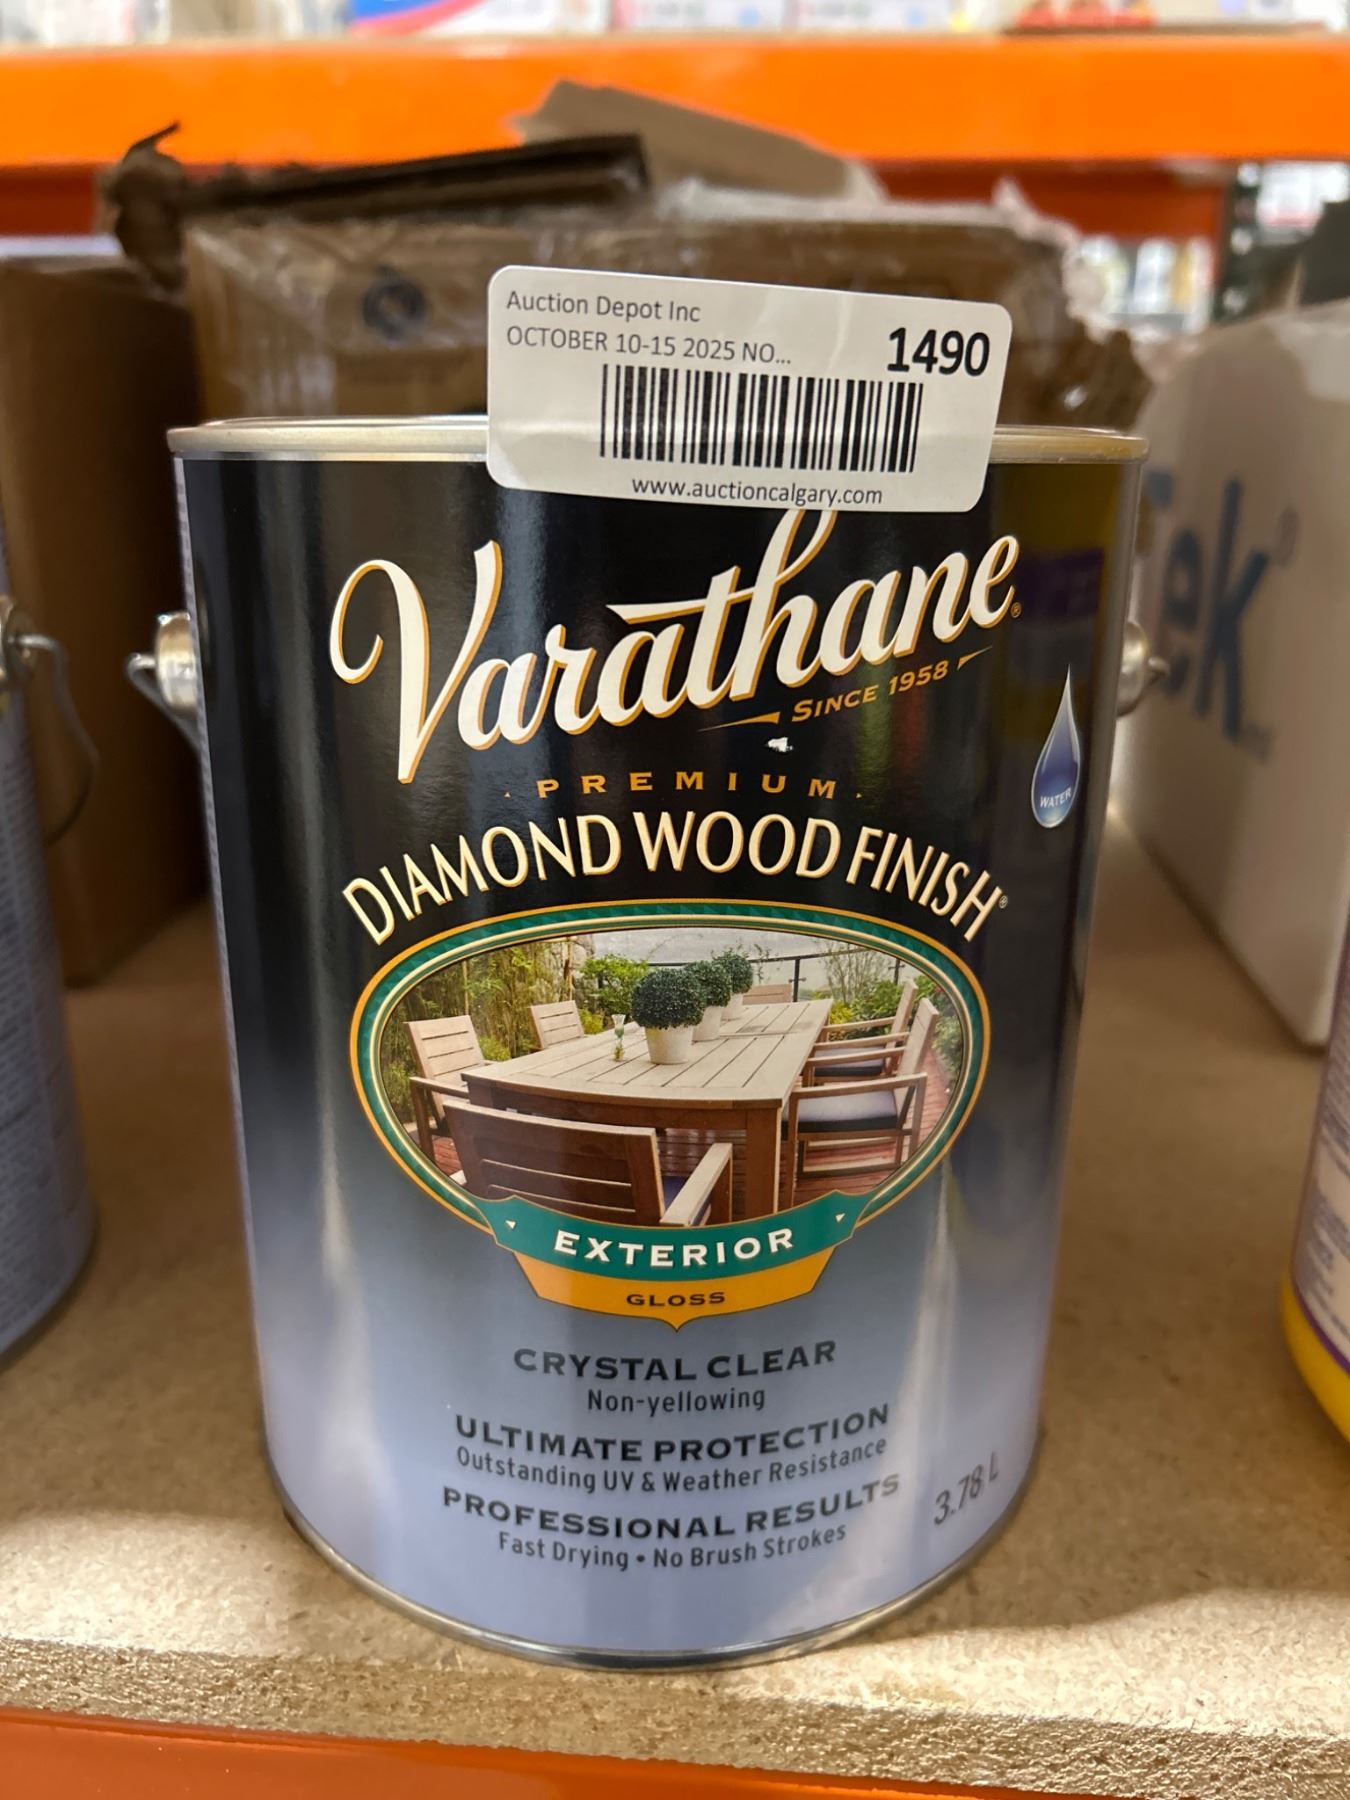 Auction Depot Inc
OCTOBER 10-15 2025 NO...
1490
www.auctioncalgary.com
Varathane®
SINCE 1958
PREMIUM
DIAMOND WOOD FINISH®
WATER
EXTERIOR
GLOSS
CRYSTAL CLEAR
Non-yellowing
ULTIMATE PROTECTION
Outstanding UV & Weather Resistance
PROFESSIONAL RESULTS
Fast Drying • No Brush Strokes
3.78 L